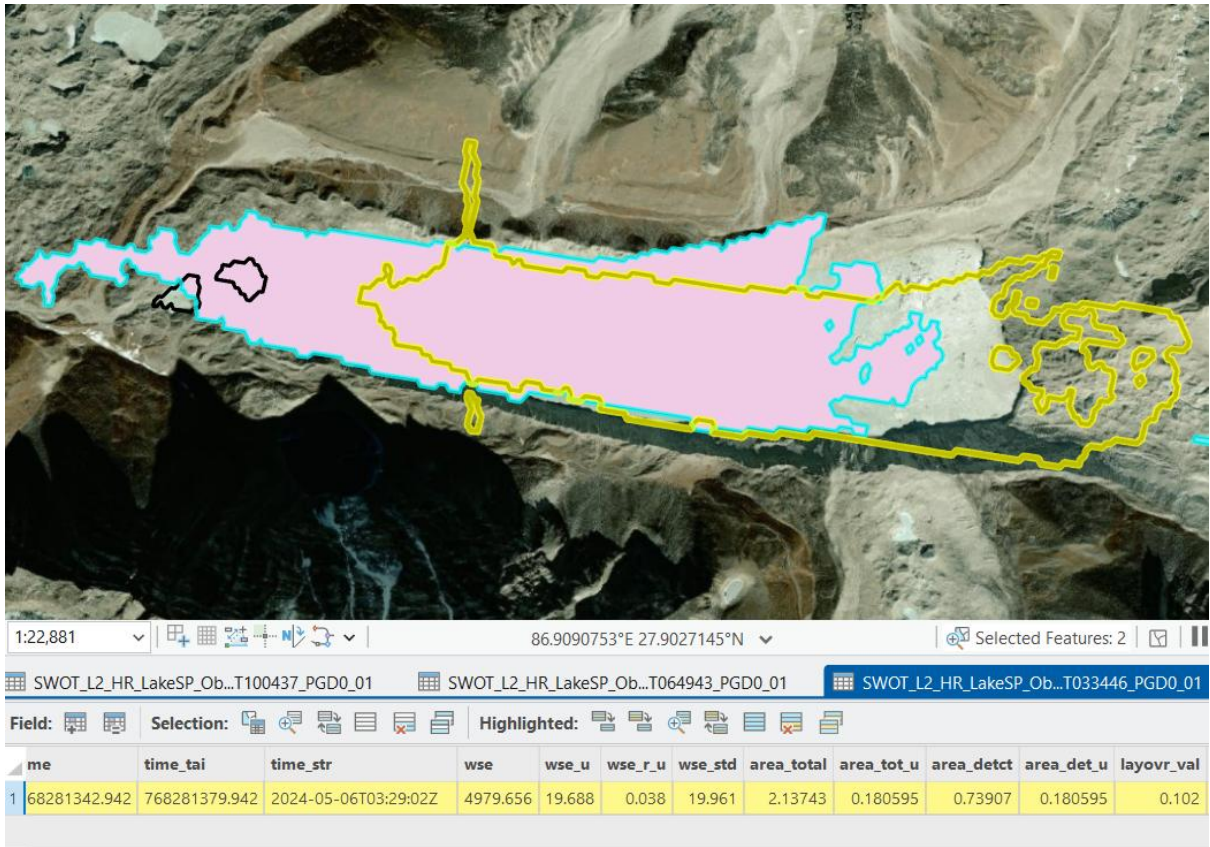 1:22,881 86.9090753°E 27.9027145°N Selected Features: 2
SWOT_L2_HR_LakeSP_Ob...T100437_PGD0_01 SWOT_L2_HR_LakeSP_Ob...T064943_PGD0_01 SWOT_L2_HR_LakeSP_Ob...T033446_PGD0_01
Field: Selection: Highlighted:
me time_tai time_str wse wse_u wse_r_u wse_std area_total area_tot_u area_detct area_det_u layovr_val
1 68281342.942 768281379.942 2024-05-06T03:29:02Z 4979.656 19.688 0.038 19.961 2.13743 0.180595 0.73907 0.180595 0.102